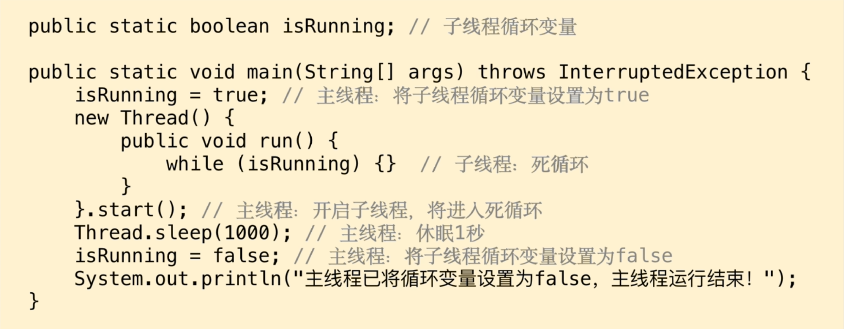 public static boolean isRunning; // 子线程循环变量
public static void main(String[] args) throws InterruptedException {
isRunning = true; // 主线程：将子线程循环变量设置为true
new Thread() {
public void run() {
while (isRunning) {}  // 子线程：死循环
}
}.start(); // 主线程：开启子线程，将进入死循环
Thread.sleep(1000); // 主线程：休眠1秒
isRunning = false; // 主线程：将子线程循环变量设置为false
System.out.println("主线程已将循环变量设置为false，主线程运行结束！");
}